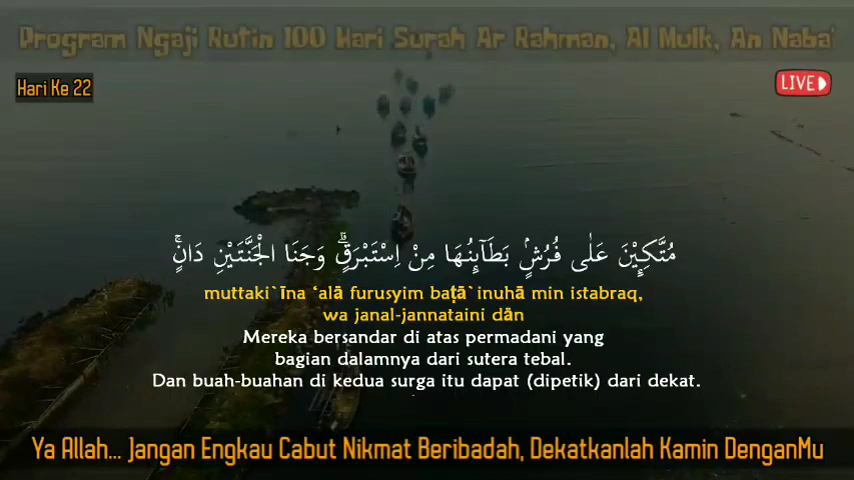 Program Ngaji Rutin 100 Hari Surah Ar Rahman, Al Mulk, An Naba'
Hari Ke 22
LIVE
مُتَّكِـِٕيْنَ عَلٰى فُرُشٍۢ بَطَاۤىِٕنُهَا مِنْ اِسْتَبْرَقٍۗ وَجَنَا الْجَنَّتَيْنِ دَانٍۚ
muttaki`īna ‘alā furusyim baṭā`inuhā min istabraq,
wa janal-jannataini dān
Mereka bersandar di atas permadani yang
bagian dalamnya dari sutera tebal.
Dan buah-buahan di kedua surga itu dapat (dipetik) dari dekat.
Ya Allah... Jangan Engkau Cabut Nikmat Beribadah, Dekatkanlah Kamin DenganMu